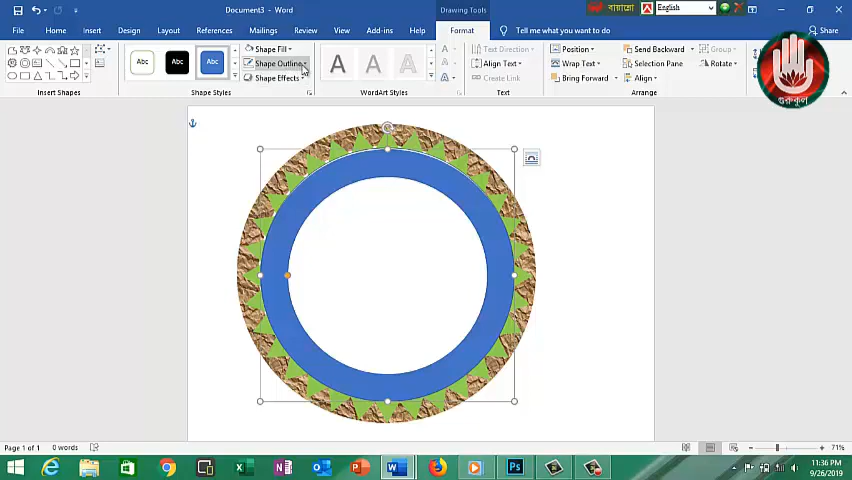 Document3 - Word
Drawing Tools
বায়ান্নো
English
File
Home
Insert
Design
Layout
References
Mailings
Review
View
Add-ins
Help
Format
Tell me what you want to do
Share
Abc
Abc
Abc
Shape Fill
Shape Outline
Shape Effects
A
A
A
Text Direction
Align Text
Create Link
Position
Wrap Text
Bring Forward
Send Backward
Selection Pane
Align
Group
Rotate
Insert Shapes
Shape Styles
WordArt Styles
Text
Arrange
গুরুকুল
Page 1 of 1
0 words
71%
11:36 PM
9/26/2019